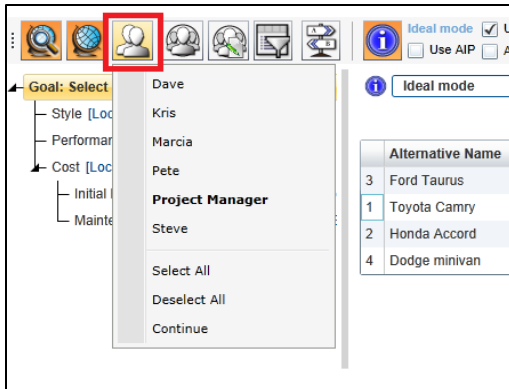 Ideal mode
Use AIP
Goal: Select
Style [Loc
Performar
Cost [Loc
Initial
Mainte
Dave
Kris
Marcia
Pete
Project Manager
Steve
Select All
Deselect All
Continue
Ideal mode
Alternative Name
3 Ford Taurus
1 Toyota Camry
2 Honda Accord
4 Dodge minivan